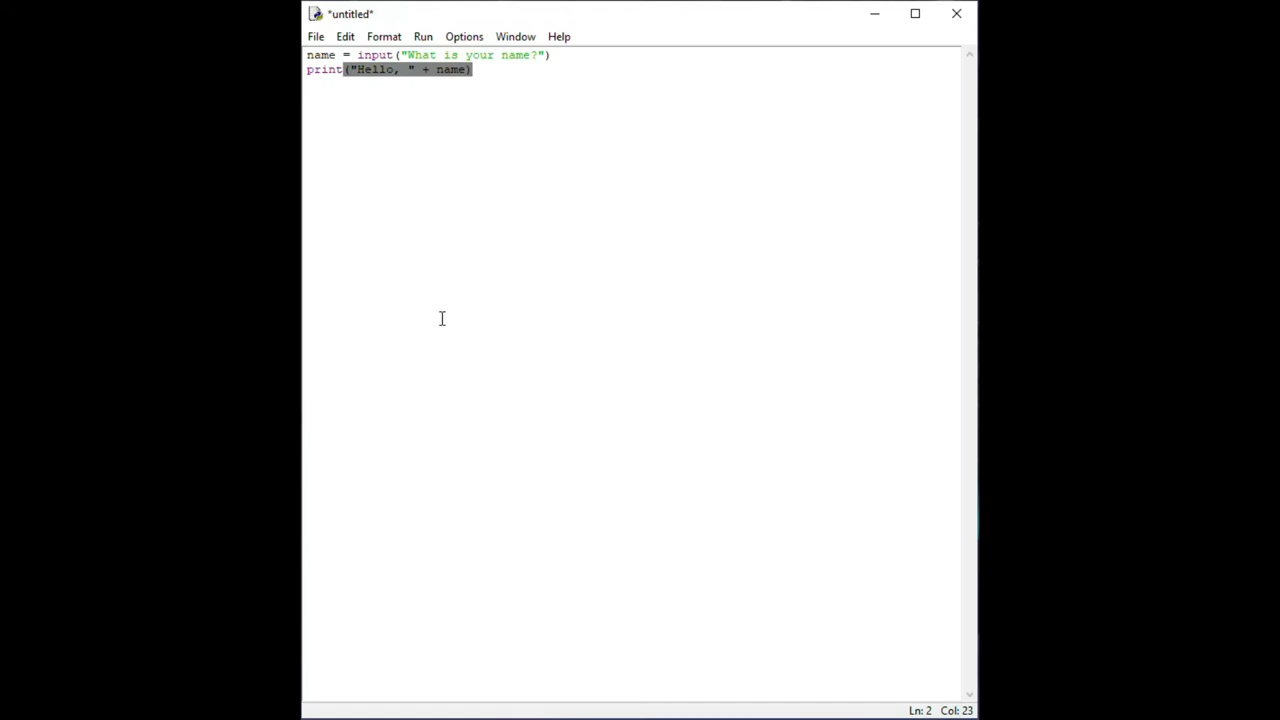 *untitled*
File Edit Format Run Options Window Help
name = input("What is your name?")
print("Hello, " + name)
Ln: 2 Col: 23